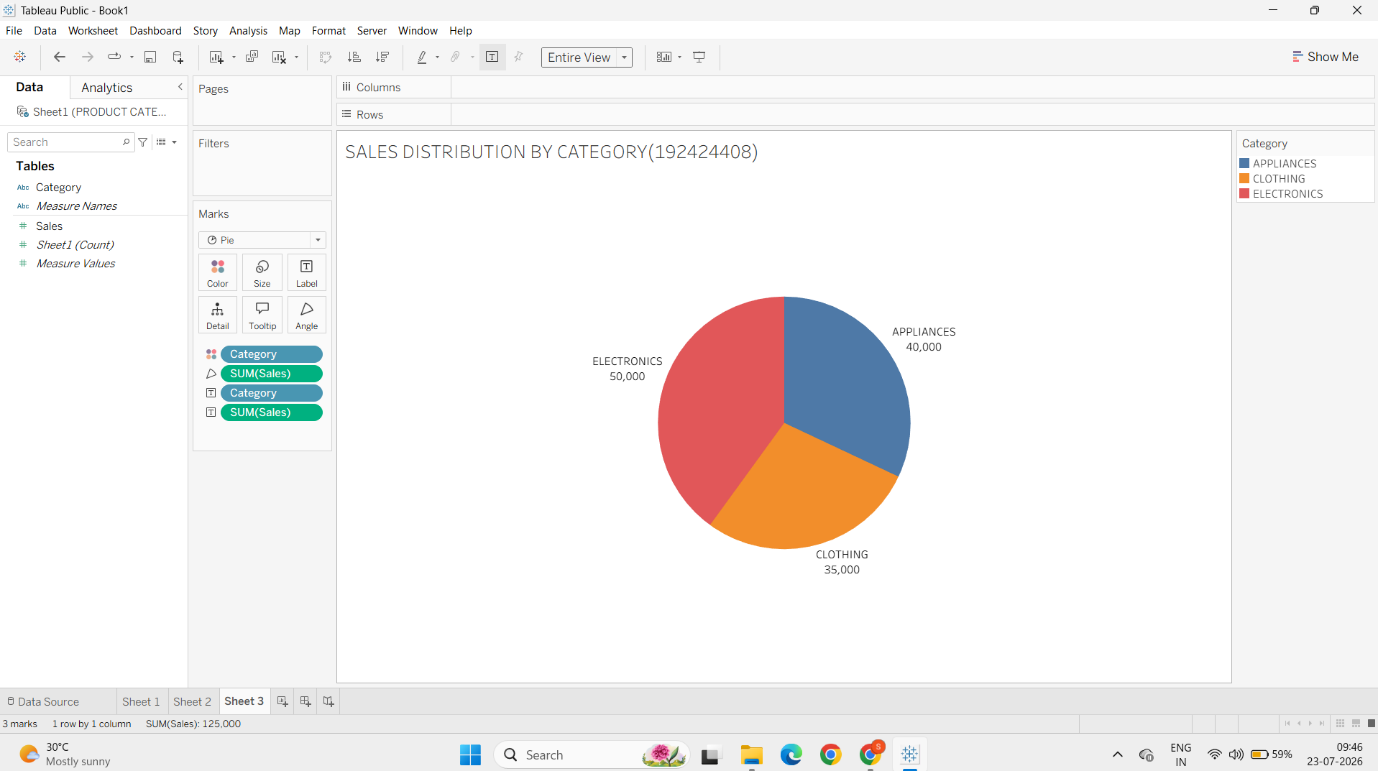 Tableau Public - Book1
File Data Worksheet Dashboard Story Analysis Map Format Server Window Help
Entire View
Show Me
Data Analytics
Pages
Columns
Sheet1 (PRODUCT CATE...
Rows
Search
Filters
SALES DISTRIBUTION BY CATEGORY(192424408)
Category
APPLIANCES
CLOTHING
ELECTRONICS
Tables
Abc Category
Abc Measure Names
# Sales
# Sheet1 (Count)
# Measure Values
Marks
Pie
Color Size Label
Detail Tooltip Angle
Category
SUM(Sales)
Category
SUM(Sales)
APPLIANCES
40,000
ELECTRONICS
50,000
CLOTHING
35,000
Data Source Sheet 1 Sheet 2 Sheet 3
3 marks 1 row by 1 column SUM(Sales): 125,000
30°C
Mostly sunny
Search
5
ENG
IN
59%
09:46
23-07-2026